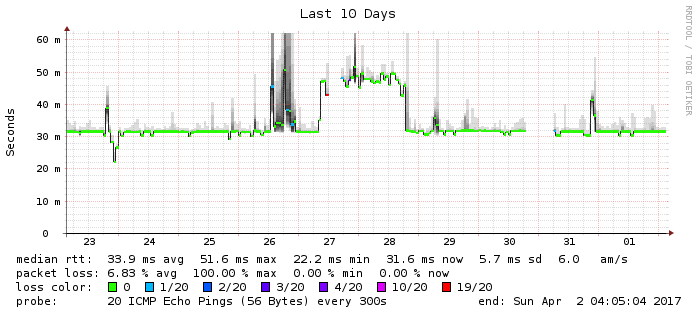 Last 10 Days
RRDTOOL / TOBI OETIKER
Seconds
60 m
50 m
40 m
30 m
20 m
10 m
0
23 24 25 26 27 28 29 30 31 01
median rtt: 33.9 ms avg 51.6 ms max 22.2 ms min 31.6 ms now 5.7 ms sd 6.0 am/s
packet loss: 6.83 % avg 100.00 % max 0.00 % min 0.00 % now
loss color: 0 1/20 2/20 3/20 4/20 10/20 19/20
probe: 20 ICMP Echo Pings (56 Bytes) every 300s end: Sun Apr 2 04:05:04 2017